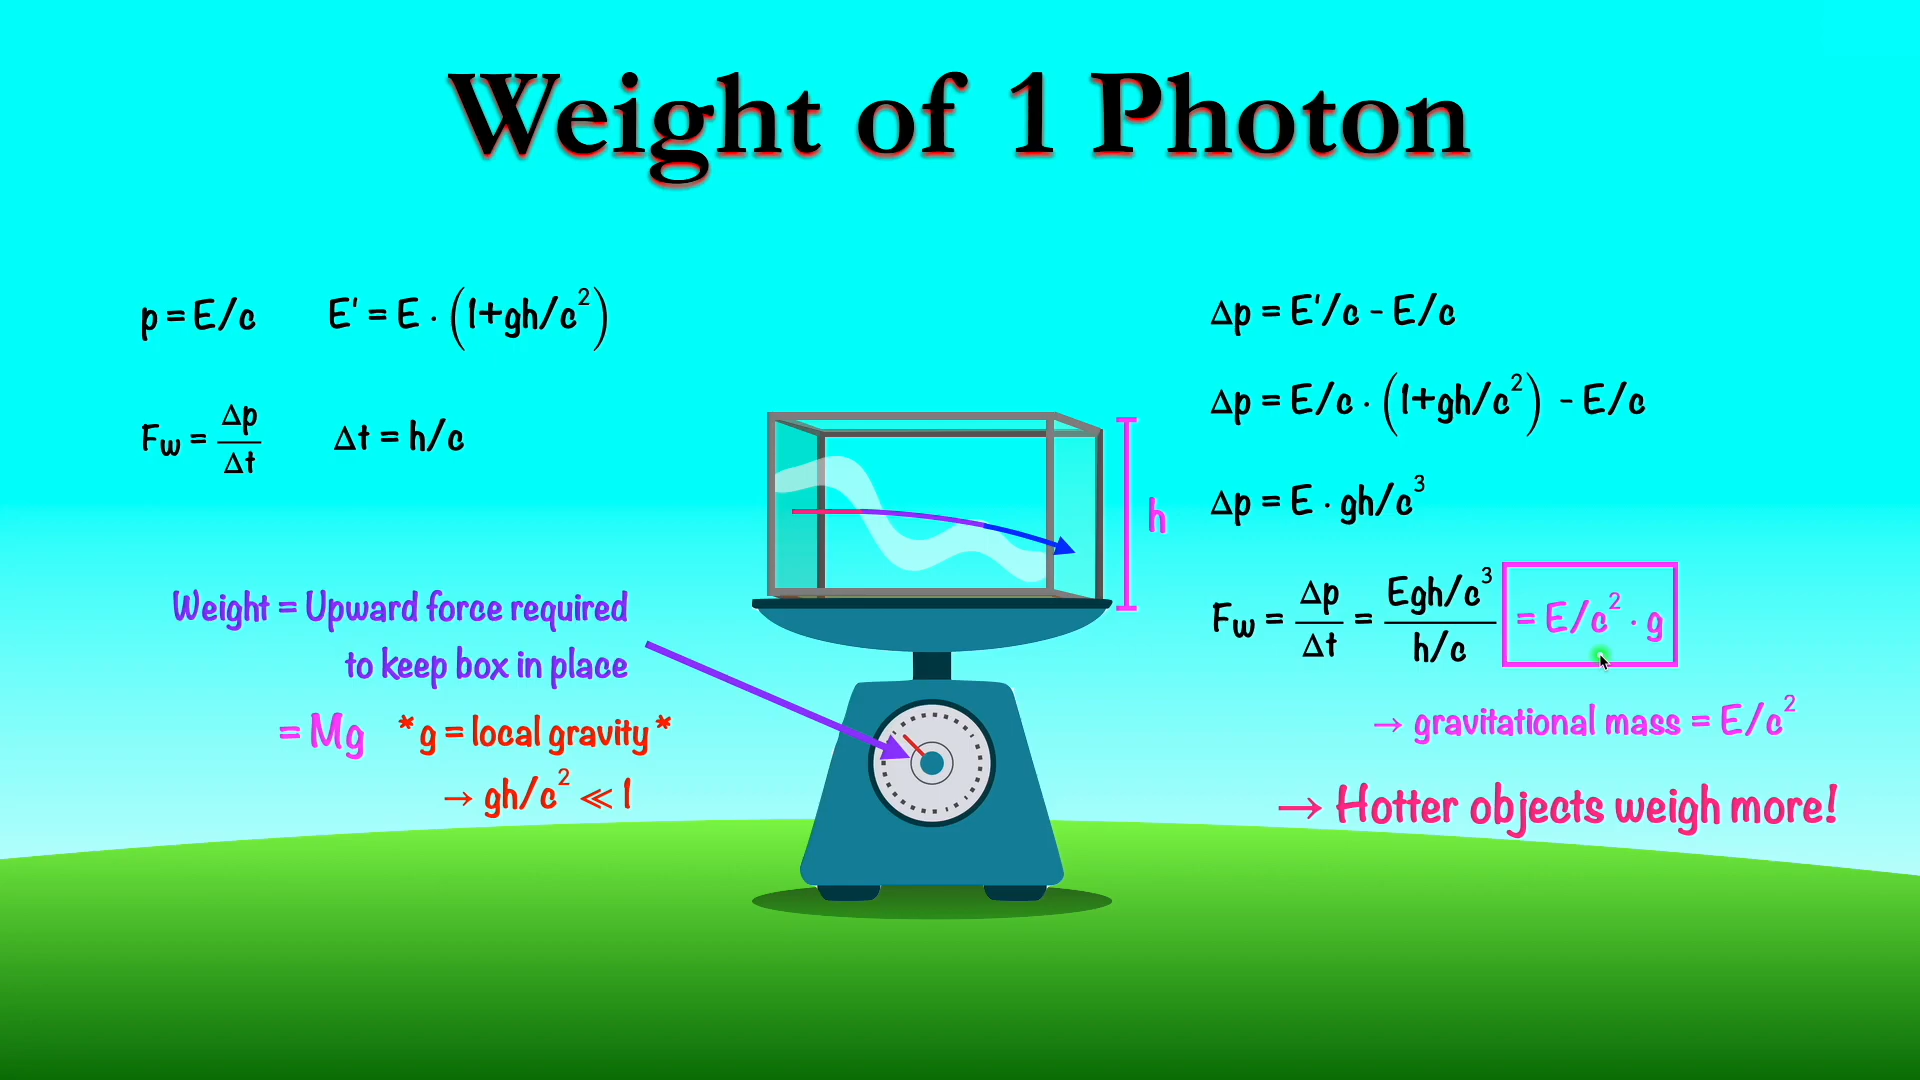 Weight of 1 Photon
p = E/c    E' = E · (1+gh/c²)
F_w = Δp/Δt    Δt = h/c
Weight = Upward force required
to keep box in place
= Mg   *g = local gravity*
→ gh/c² ≪ 1
h
Δp = E'/c - E/c
Δp = E/c · (1+gh/c²) - E/c
Δp = E · gh/c³
F_w = Δp/Δt = (Egh/c³)/(h/c) = E/c² · g
→ gravitational mass = E/c²
→ Hotter objects weigh more!